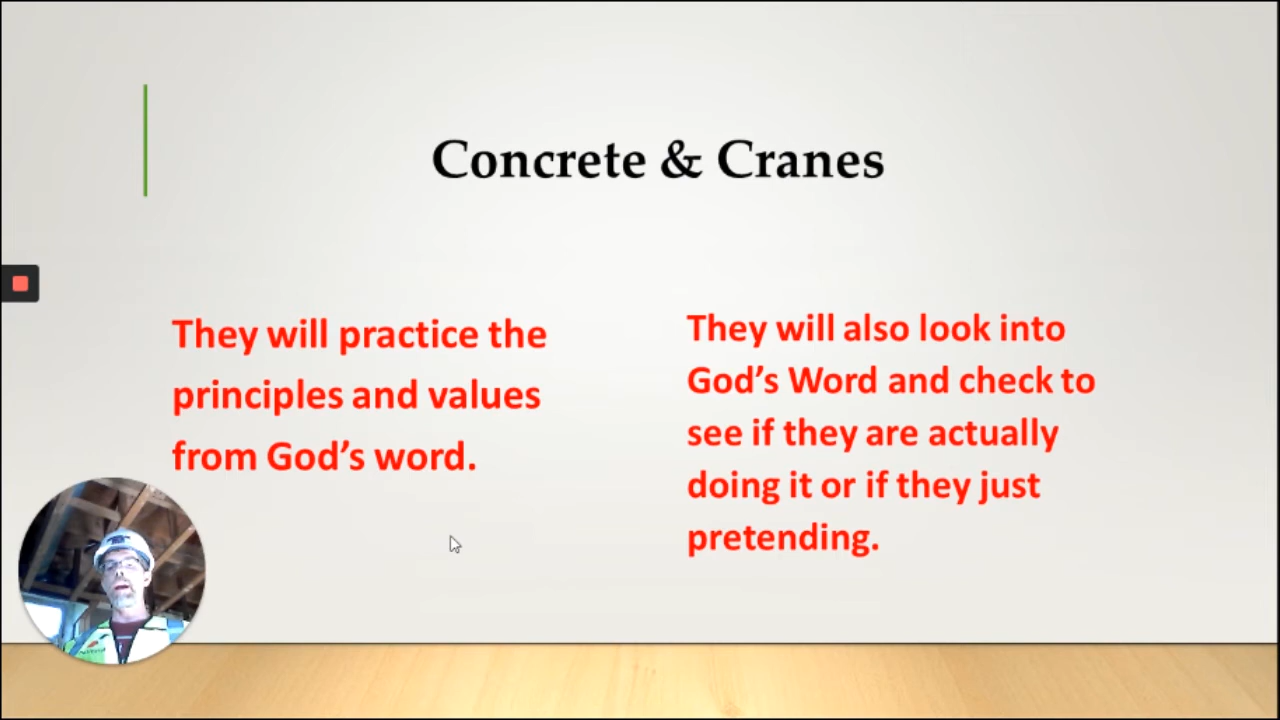 Concrete & Cranes
They will practice the
principles and values
from God’s word.
They will also look into
God’s Word and check to
see if they are actually
doing it or if they just
pretending.